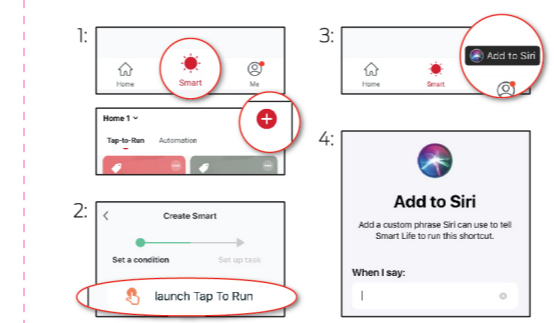 1:
Home
Smart
Me
Home 1
Tap-to-Run Automation
2:
Create Smart
Set a condition Set up task
launch Tap To Run
3:
Add to Siri
Home
Smart
4:
Add to Siri
Add a custom phrase Siri can use to tell
Smart Life to run this shortcut.
When I say: